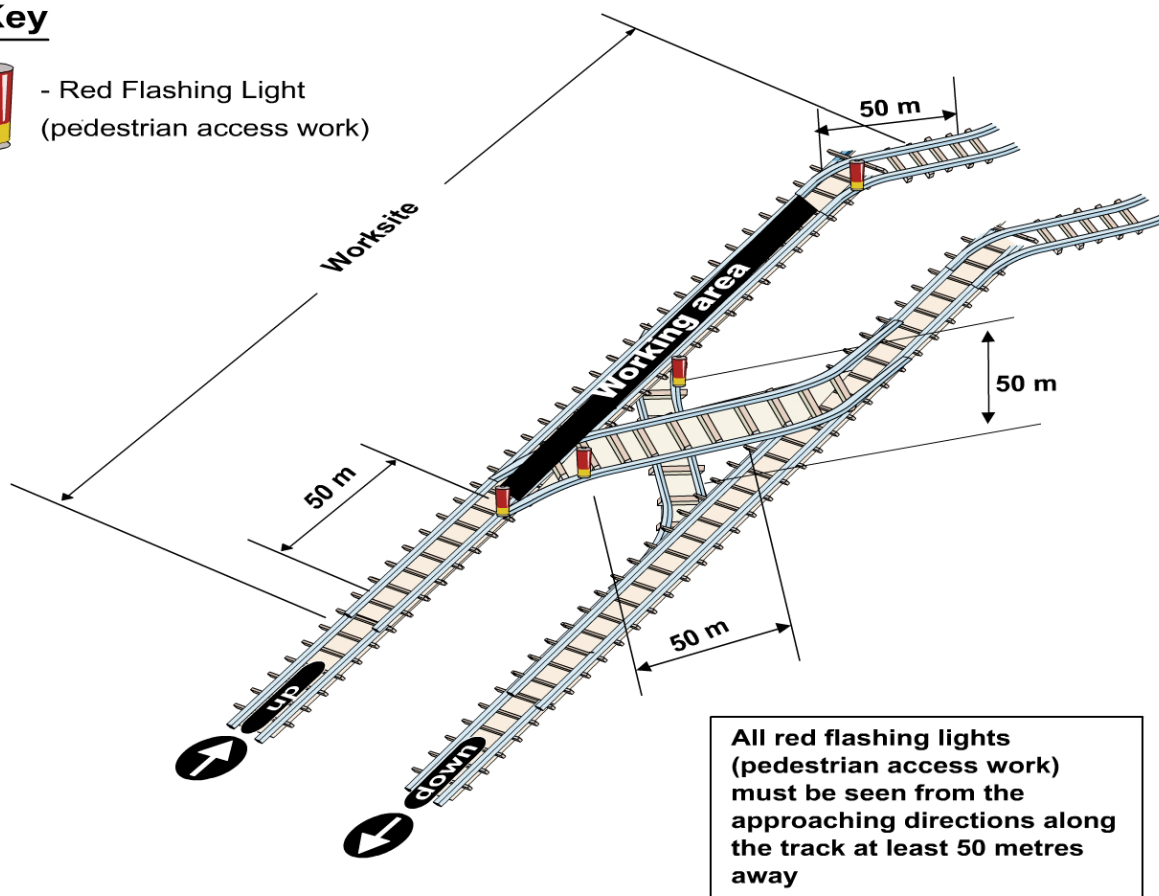 Key
- Red Flashing Light
(pedestrian access work)
50 m
Worksite
Working area
50 m
50 m
50 m
up
down
All red flashing lights
(pedestrian access work)
must be seen from the
approaching directions along
the track at least 50 metres
away